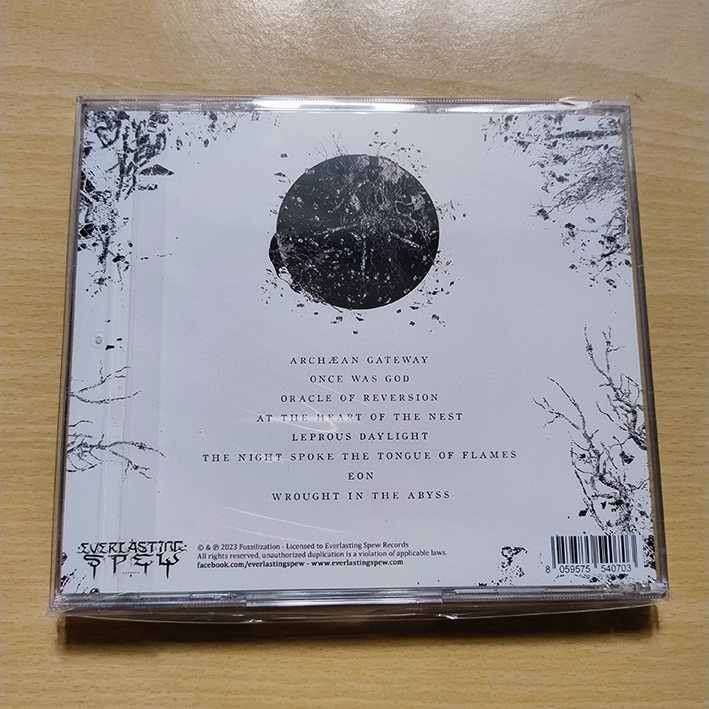 ARCHÆAN GATEWAY
ONCE WAS GOD
ORACLE OF REVERSION
AT THE HEART OF THE NEST
LEPROUS DAYLIGHT
THE NIGHT SPOKE THE TONGUE OF FLAMES
EON
WROUGHT IN THE ABYSS
EVERLASTING
SPEW
© & ℗ 2023 Fossilization - Licensed to Everlasting Spew Records
All rights reserved, unauthorized duplication is a violation of applicable laws.
facebook.com/everlastingspew - www.everlastingspew.com
8 059575 540703